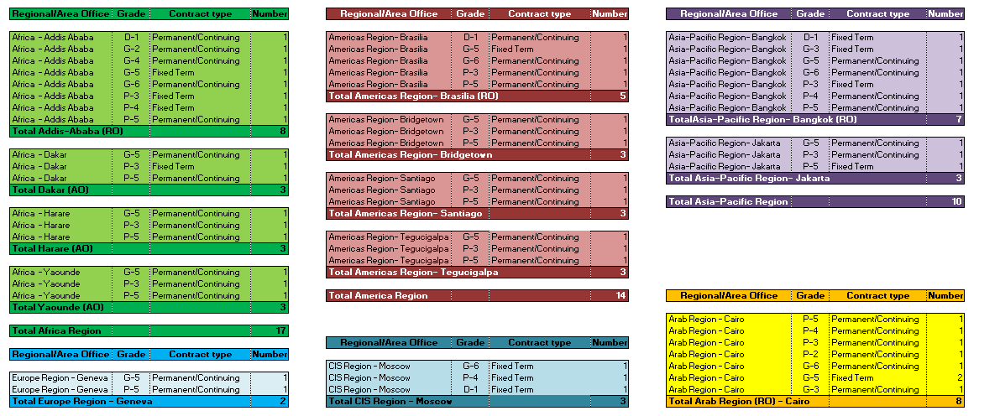 Regional/Area Office Grade Contract type Number
Africa - Addis Ababa D-1 Permanent/Continuing 1
Africa - Addis Ababa G-2 Permanent/Continuing 1
Africa - Addis Ababa G-4 Permanent/Continuing 1
Africa - Addis Ababa G-5 Fixed Term 1
Africa - Addis Ababa G-6 Permanent/Continuing 1
Africa - Addis Ababa P-3 Fixed Term 1
Africa - Addis Ababa P-4 Fixed Term 1
Africa - Addis Ababa P-5 Permanent/Continuing 1
Total Addis-Ababa (RO) 8
Africa - Dakar G-5 Permanent/Continuing 1
Africa - Dakar P-3 Fixed Term 1
Africa - Dakar P-5 Permanent/Continuing 1
Total Dakar (AO) 3
Africa - Harare G-5 Permanent/Continuing 1
Africa - Harare P-3 Permanent/Continuing 1
Africa - Harare P-5 Permanent/Continuing 1
Total Harare (AO) 3
Africa - Yaounde G-5 Permanent/Continuing 1
Africa - Yaounde P-3 Permanent/Continuing 1
Africa - Yaounde P-5 Permanent/Continuing 1
Total Yaounde (AO) 3
Total Africa Region 17
Regional/Area Office Grade Contract type Number
Europe Region - Geneva G-5 Permanent/Continuing 1
Europe Region - Geneva P-5 Permanent/Continuing 1
Total Europe Region - Geneva 2
Regional/Area Office Grade Contract type Number
Americas Region- Brasilia D-1 Permanent/Continuing 1
Americas Region- Brasilia G-5 Fixed Term 1
Americas Region- Brasilia G-6 Permanent/Continuing 1
Americas Region- Brasilia P-3 Permanent/Continuing 1
Americas Region- Brasilia P-5 Permanent/Continuing 1
Total Americas Region- Brasilia (RO) 5
Americas Region- Bridgetown G-5 Permanent/Continuing 1
Americas Region- Bridgetown P-3 Permanent/Continuing 1
Americas Region- Bridgetown P-5 Permanent/Continuing 1
Total Americas Region- Bridgetown 3
Americas Region- Santiago G-5 Permanent/Continuing 1
Americas Region- Santiago P-3 Permanent/Continuing 1
Americas Region- Santiago P-5 Permanent/Continuing 1
Total Americas Region- Santiago 3
Americas Region- Tegucigalpa G-5 Permanent/Continuing 1
Americas Region- Tegucigalpa P-3 Permanent/Continuing 1
Americas Region- Tegucigalpa P-5 Permanent/Continuing 1
Total Americas Region- Tegucigalpa 3
Total America Region 14
Regional/Area Office Grade Contract type Number
CIS Region - Moscow G-6 Fixed Term 1
CIS Region - Moscow P-4 Fixed Term 1
CIS Region - Moscow D-1 Fixed Term 1
Total CIS Region - Moscow 3
Regional/Area Office Grade Contract type Number
Asia-Pacific Region- Bangkok D-1 Fixed Term 1
Asia-Pacific Region- Bangkok G-3 Fixed Term 1
Asia-Pacific Region- Bangkok G-5 Permanent/Continuing 1
Asia-Pacific Region- Bangkok G-6 Permanent/Continuing 1
Asia-Pacific Region- Bangkok P-3 Fixed Term 1
Asia-Pacific Region- Bangkok P-4 Permanent/Continuing 1
Asia-Pacific Region- Bangkok P-5 Permanent/Continuing 1
TotalAsia-Pacific Region- Bangkok (RO) 7
Asia-Pacific Region- Jakarta G-5 Permanent/Continuing 1
Asia-Pacific Region- Jakarta P-3 Permanent/Continuing 1
Asia-Pacific Region- Jakarta P-5 Fixed Term 1
Total Asia-Pacific Region- Jakarta 3
Total Asia-Pacific Region 10
Regional/Area Office Grade Contract type Number
Arab Region - Cairo P-5 Permanent/Continuing 1
Arab Region - Cairo P-4 Permanent/Continuing 1
Arab Region - Cairo P-3 Permanent/Continuing 1
Arab Region - Cairo P-2 Permanent/Continuing 1
Arab Region - Cairo G-6 Permanent/Continuing 1
Arab Region - Cairo G-5 Fixed Term 2
Arab Region - Cairo G-3 Permanent/Continuing 1
Total Arab Region (RO) - Cairo 8